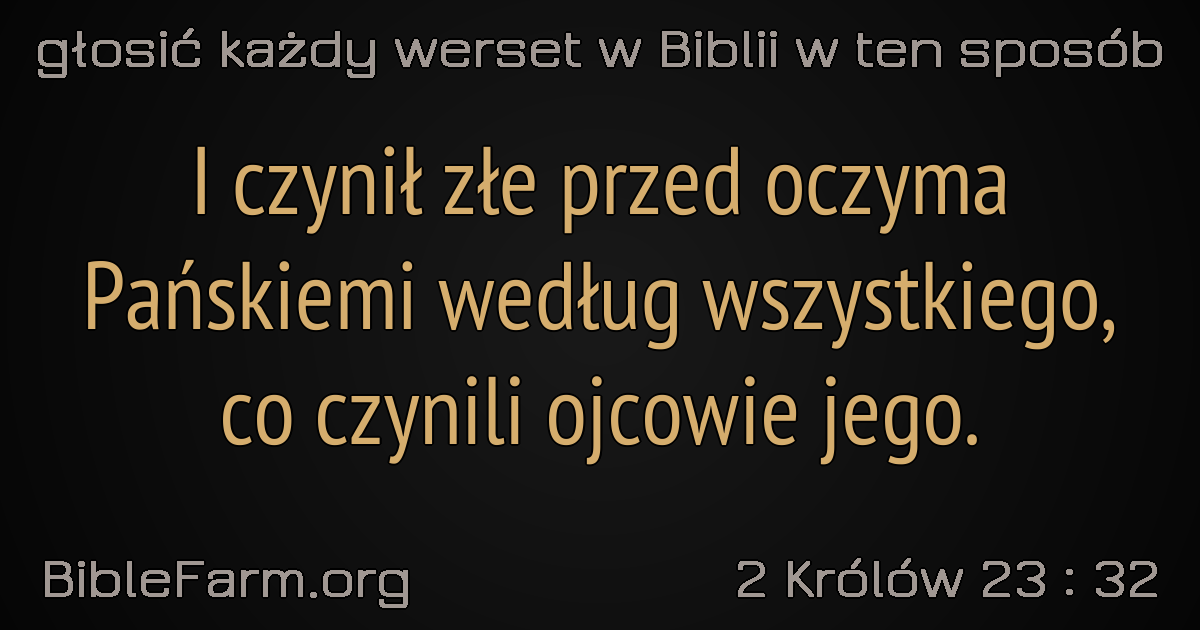 głosić każdy werset w Biblii w ten sposób
I czynił złe przed oczyma
Pańskiemi według wszystkiego,
co czynili ojcowie jego.
BibleFarm.org
2 Królów 23 : 32